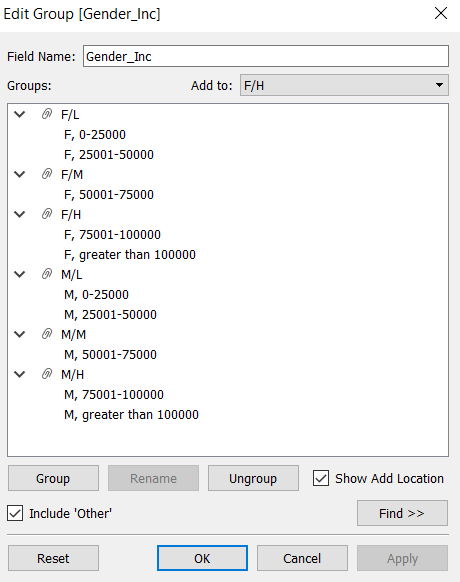 Edit Group [Gender_Inc]
Field Name: Gender_Inc
Groups: Add to: F/H
F/L
F, 0-25000
F, 25001-50000
F/M
F, 50001-75000
F/H
F, 75001-100000
F, greater than 100000
M/L
M, 0-25000
M, 25001-50000
M/M
M, 50001-75000
M/H
M, 75001-100000
M, greater than 100000
Group Rename Ungroup Show Add Location
Include 'Other' Find >>
Reset OK Cancel Apply